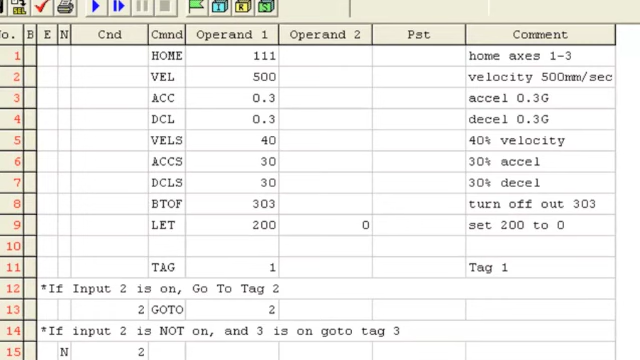 No. B E N Cnd Cmnd Operand 1 Operand 2 Pst Comment
1 HOME 111 home axes 1-3
2 VEL 500 velocity 500mm/sec
3 ACC 0.3 accel 0.3G
4 DCL 0.3 decel 0.3G
5 VELS 40 40% velocity
6 ACCS 30 30% accel
7 DCLS 30 30% decel
8 BTOF 303 turn off out 303
9 LET 200 0 set 200 to 0
10
11 TAG 1 Tag 1
12 *If Input 2 is on, Go To Tag 2
13 2 GOTO 2
14 *If input 2 is NOT on, and 3 is on goto tag 3
15 N 2